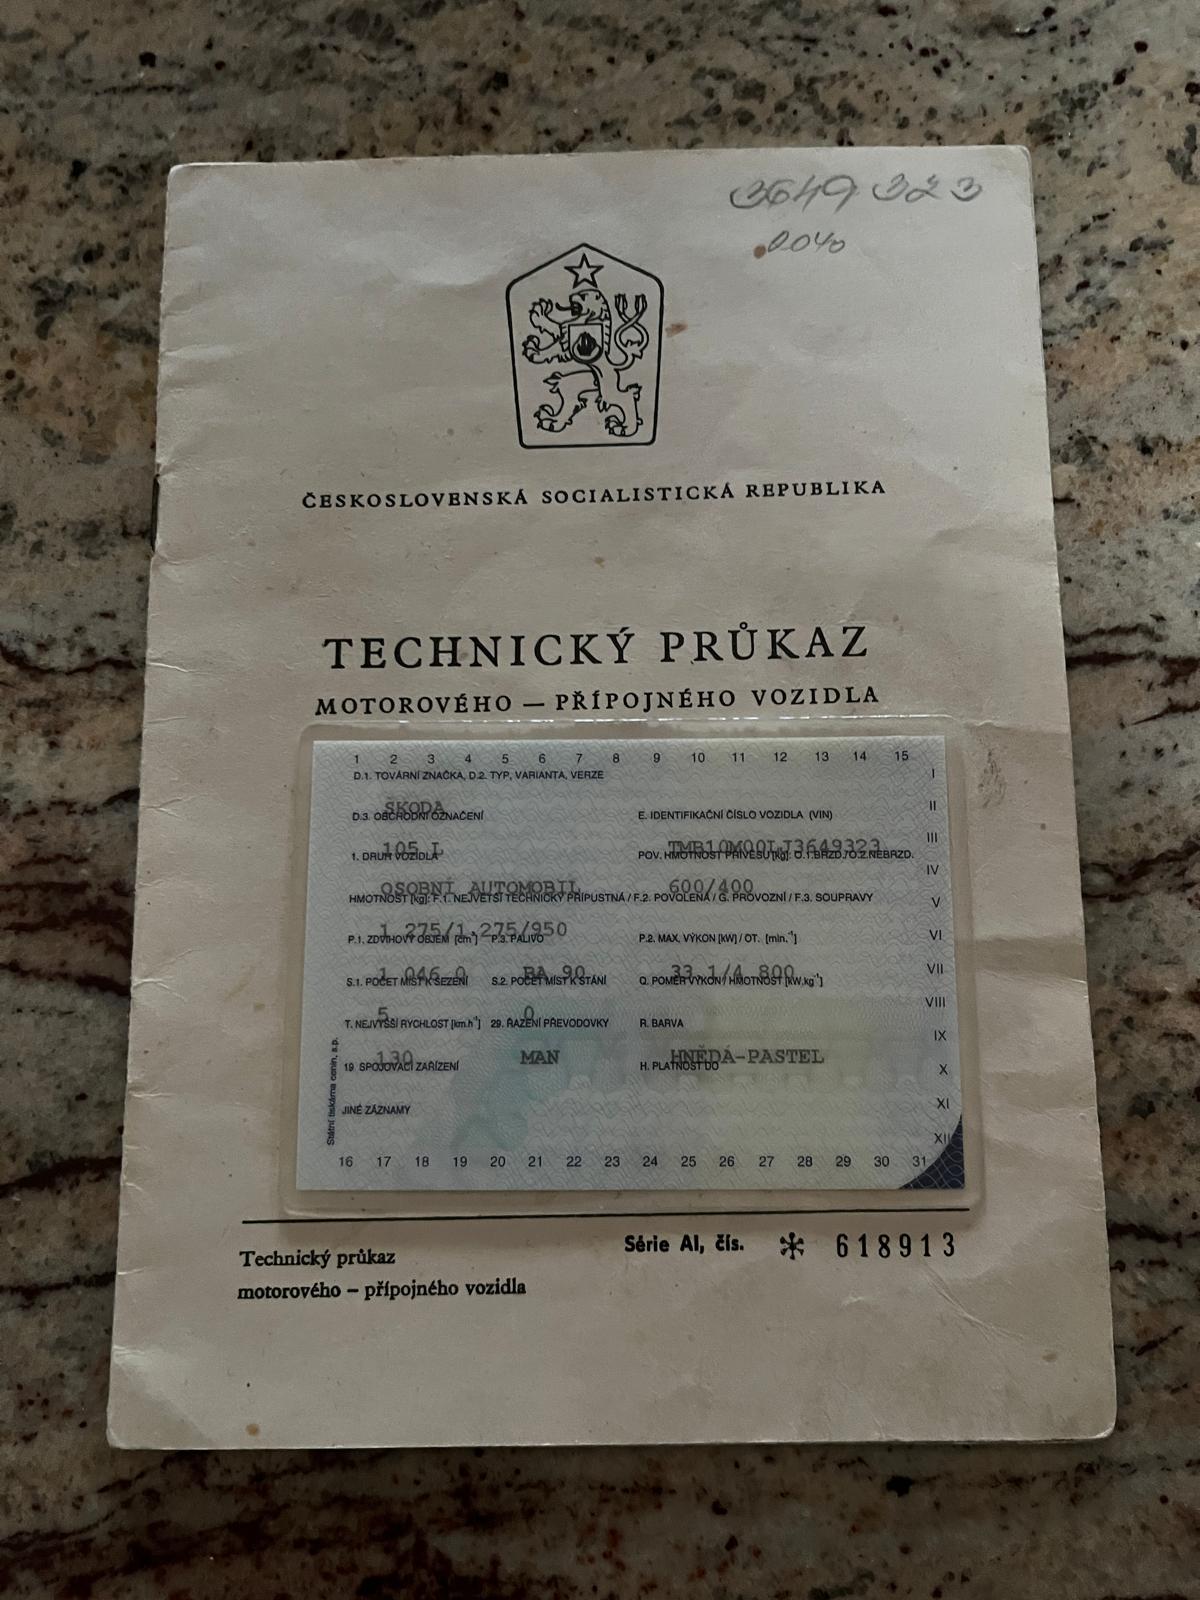 3649 323
0040
ČESKOSLOVENSKÁ SOCIALISTICKÁ REPUBLIKA
TECHNICKÝ PRŮKAZ
MOTOROVÉHO — PŘÍPOJNÉHO VOZIDLA
1 2 3 4 5 6 7 8 9 10 11 12 13 14 15
D.1. TOVÁRNÍ ZNAČKA, D.2. TYP, VARIANTA, VERZE I
ŠKODA II
D.3. OBCHODNÍ OZNAČENÍ E. IDENTIFIKAČNÍ ČÍSLO VOZIDLA (VIN)
105 L TMB10M00LJ3649323 III
1. DRUH VOZIDLA POV. HMOTNOST PŘÍVĚSU [kg]: O.1.BRZD./O.2.NEBRZD.
OSOBNÍ AUTOMOBIL 600/400 IV
HMOTNOST [kg]: F.1. NEJVĚTŠÍ TECHNICKY PŘÍPUSTNÁ / F.2. POVOLENÁ / G. PROVOZNÍ / F.3. SOUPRAVY V
1 275/1 275/950
P.1. ZDVIHOVÝ OBJEM [cm³] P.3. PALIVO P.2. MAX. VÝKON [kW] / OT. [min.⁻¹] VI
1 046.0 BA 90 33.1/4 800 VII
S.1. POČET MÍST K SEZENÍ S.2. POČET MÍST K STÁNÍ Q. POMĚR VÝKON / HMOTNOST [kW.kg⁻¹]
5 0 VIII
T. NEJVYŠŠÍ RYCHLOST [km.h⁻¹] 29. ŘAZENÍ PŘEVODOVKY R. BARVA IX
130 MAN HNĚDÁ-PASTEL
19 SPOJOVACÍ ZAŘÍZENÍ H. PLATNOST DO X
JINÉ ZÁZNAMY XI
XII
Státní tiskárna cenin, s.p.
16 17 18 19 20 21 22 23 24 25 26 27 28 29 30 31
Série AI, čís. ✻ 618913
Technický průkaz
motorového – přípojného vozidla